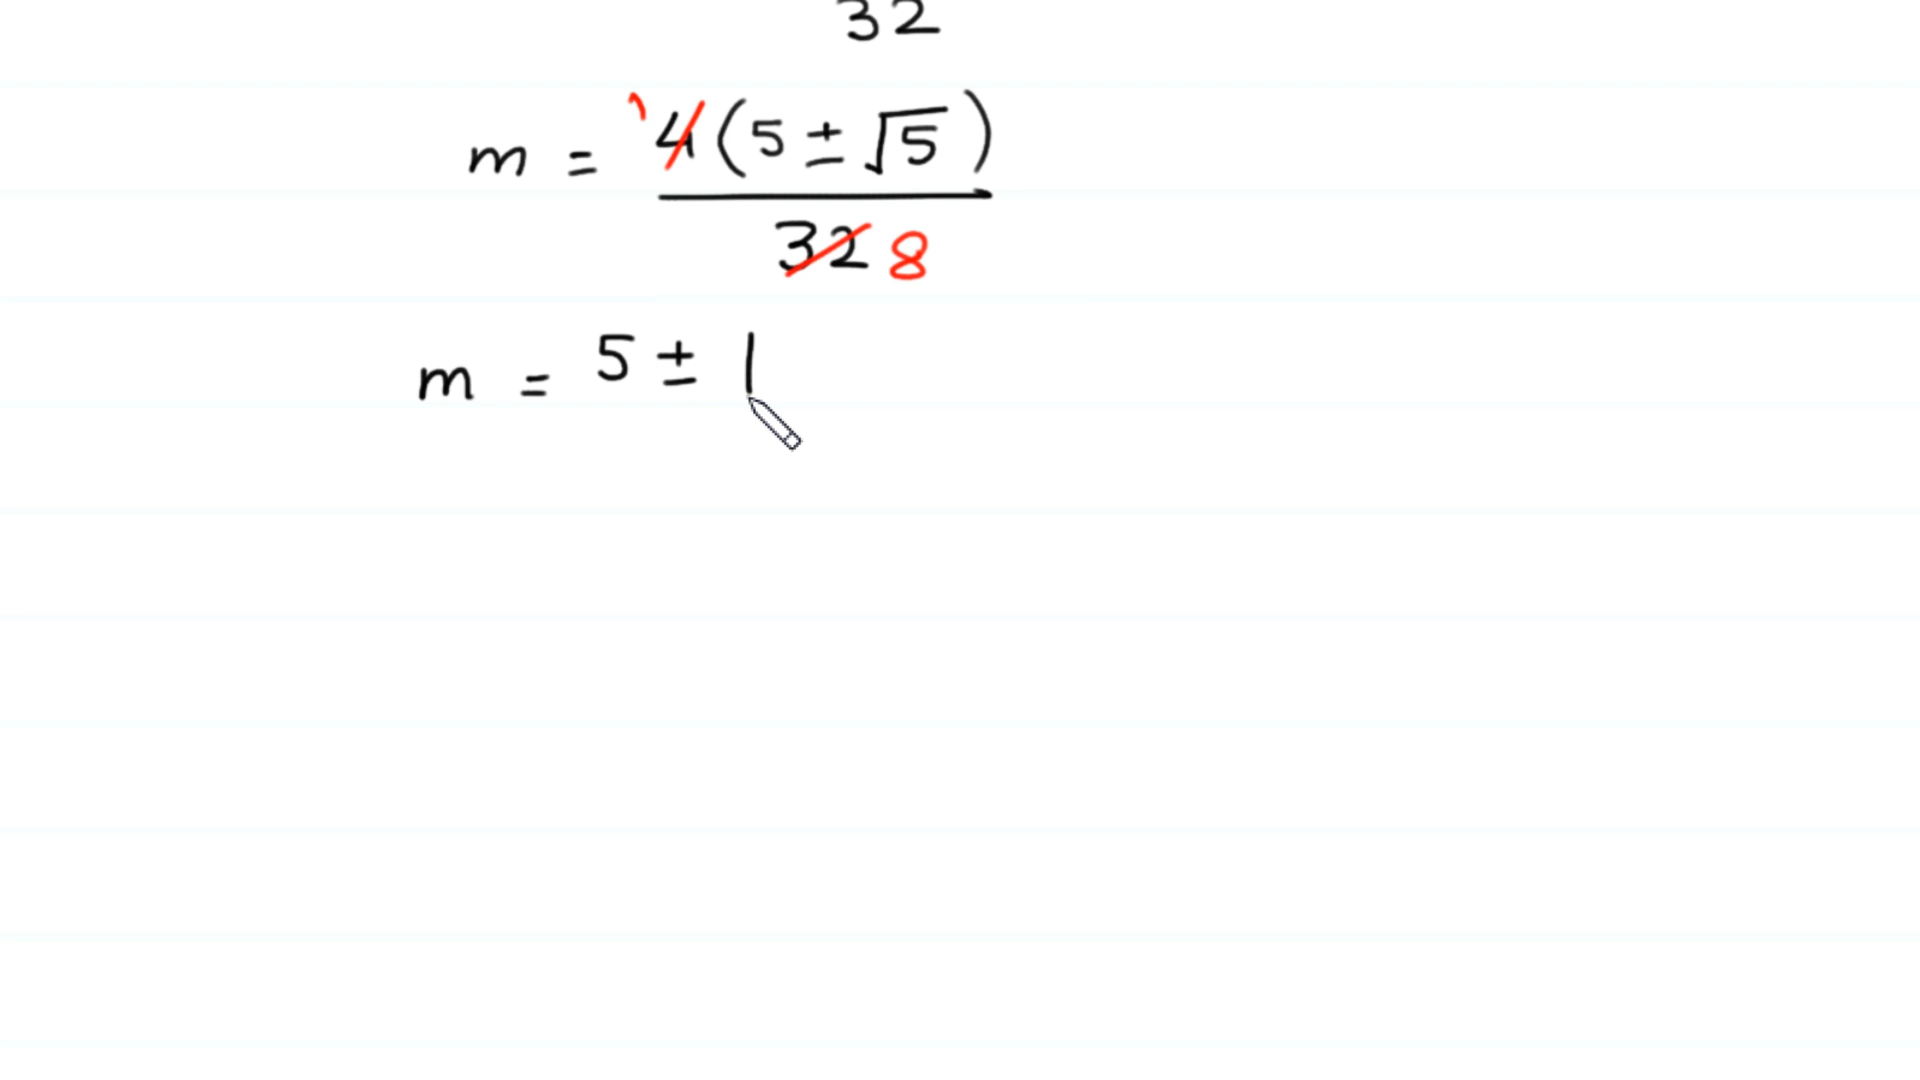 32
m = 1 4(5 ± √5)
32 8
m = 5 ± |